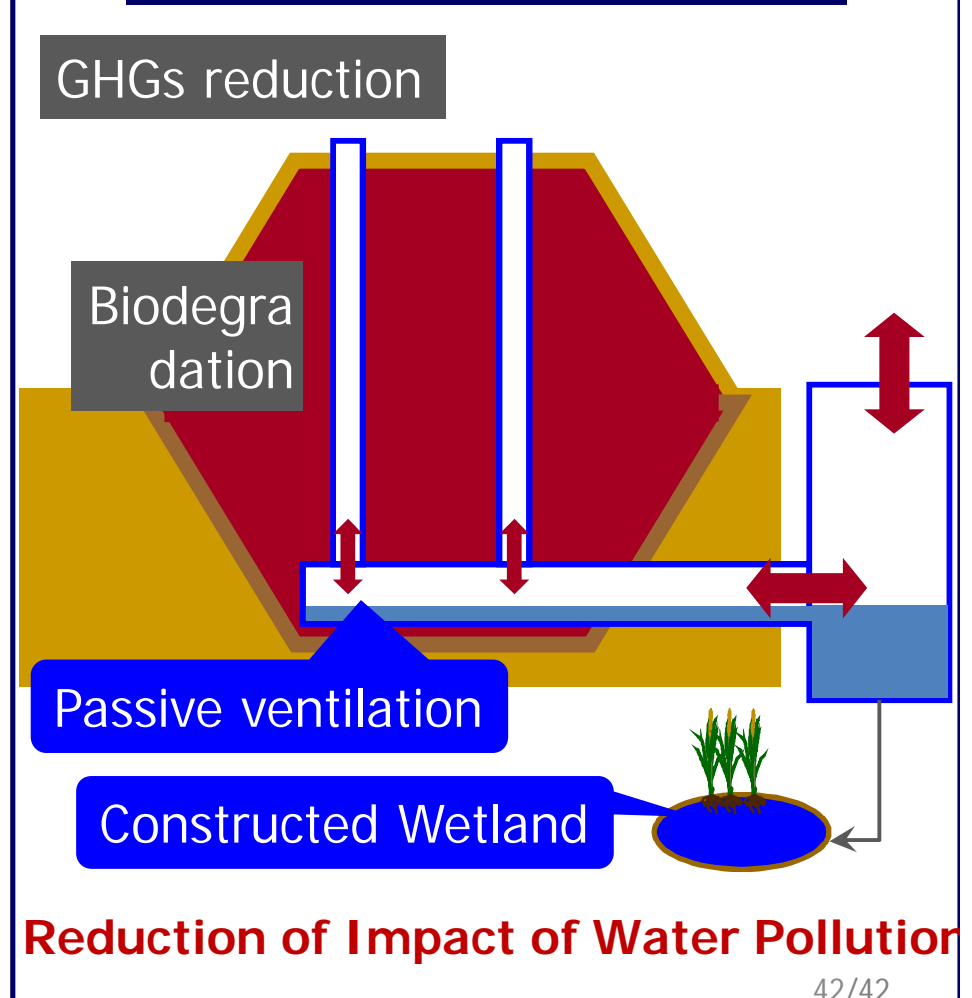 GHGs reduction
Biodegra
dation
Passive ventilation
Constructed Wetland
Reduction of Impact of Water Pollution
42/42